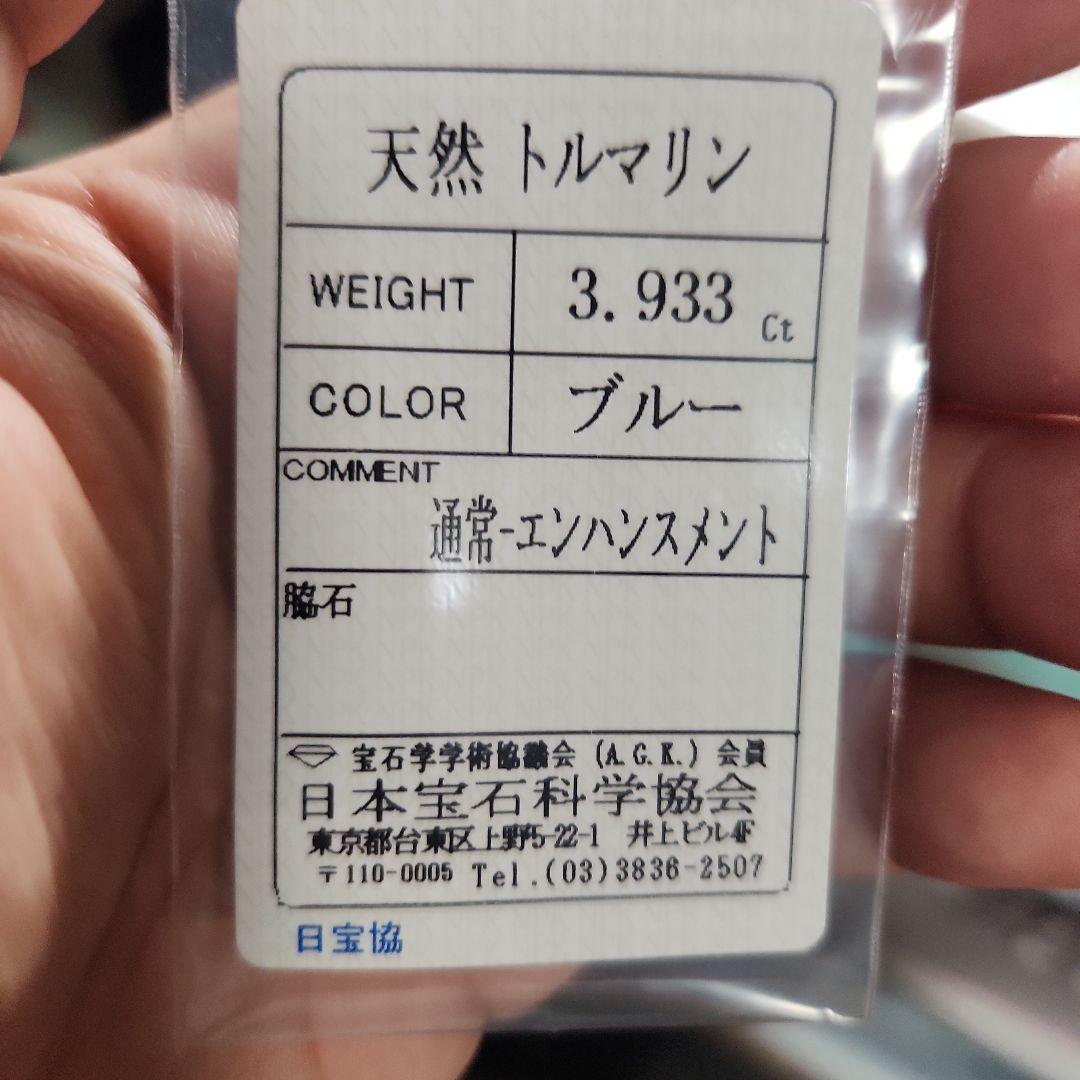 天然 トルマリン
WEIGHT 3.933 Ct
COLOR ブルー
COMMENT
通常-エンハンスメント
脇石
宝石学学術協議会 (A.G.K.) 会員
日本宝石科学協会
東京都台東区上野5-22-1 井上ビル4F
〒110-0005 Tel.(03)3836-2507
日宝協